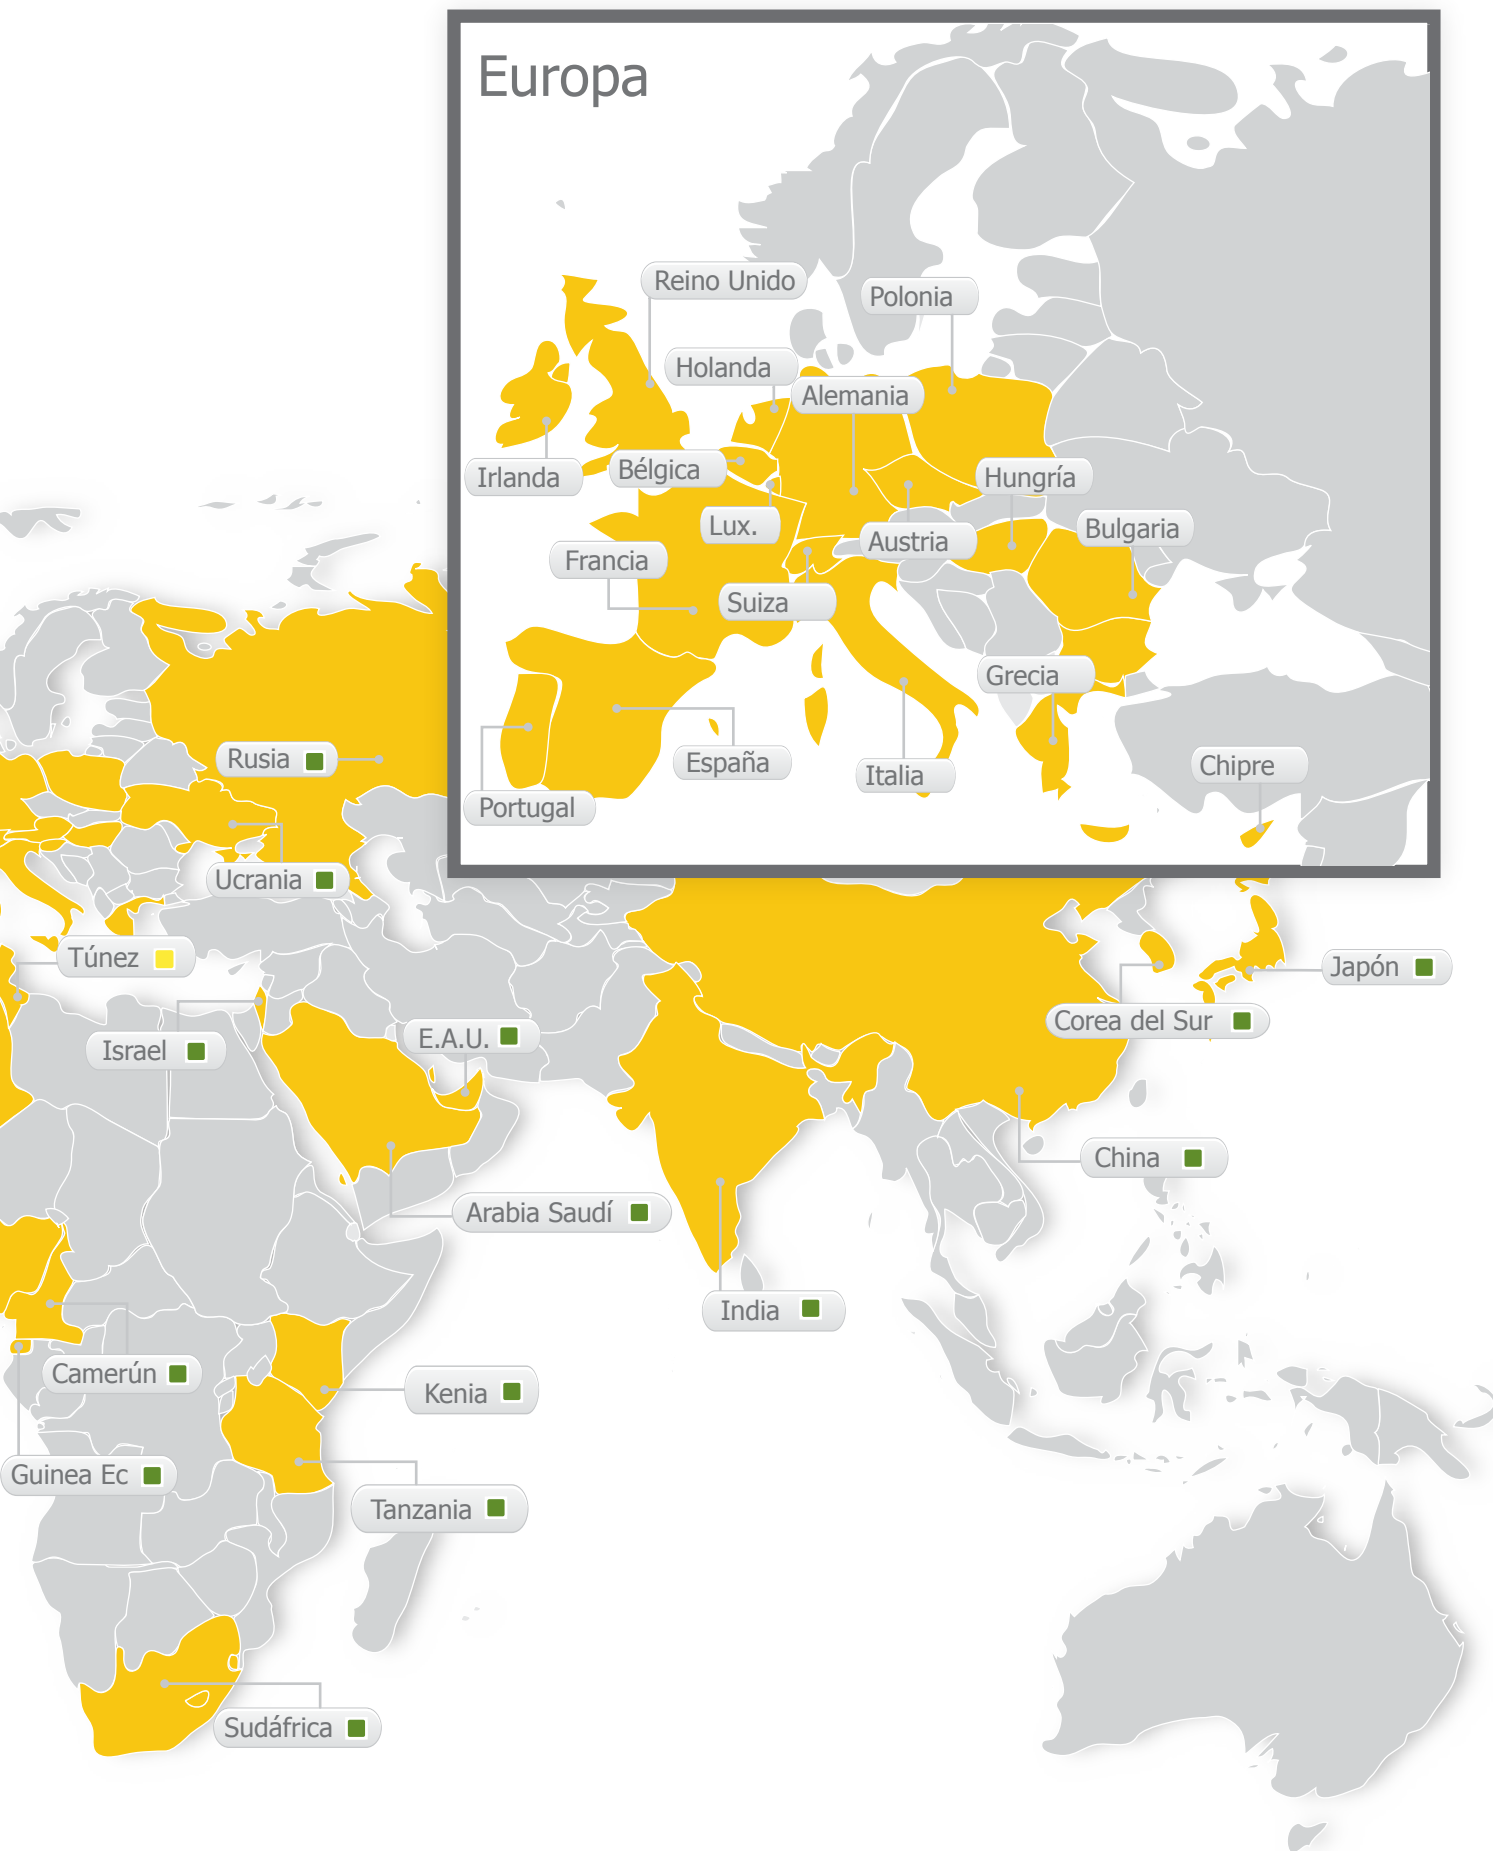 Europa
Reino Unido
Polonia
Holanda
Alemania
Irlanda
Bélgica
Hungría
Lux.
Austria
Bulgaria
Francia
Suiza
Grecia
España
Italia
Chipre
Portugal
Rusia
Ucrania
Túnez
Japón
Israel
E.A.U.
Corea del Sur
China
Arabia Saudí
India
Camerún
Kenia
Guinea Ec
Tanzania
Sudáfrica